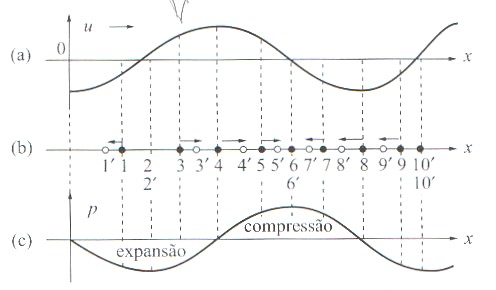 u
(a) 0 x
(b) x
1' 1 2 3 3' 4 4' 5 5' 6 7' 7 8' 8 9' 9 10'
2' 6' 10'
p
compressão
(c) x
expansão